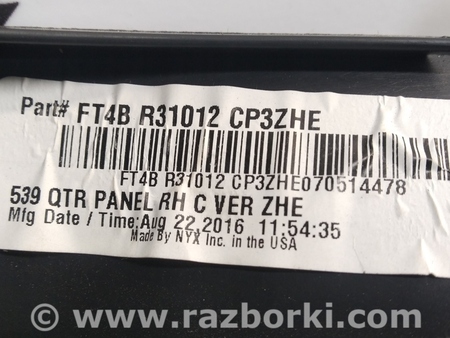 Part# FT4B R31012 CP3ZHE
FT4B R31012 CP3ZHE070514478
539 QTR PANEL RH C VER ZHE
Mfg Date / Time:Aug 22,2016 11:54:35
Made By NYX Inc. in the USA
www.razborki.com